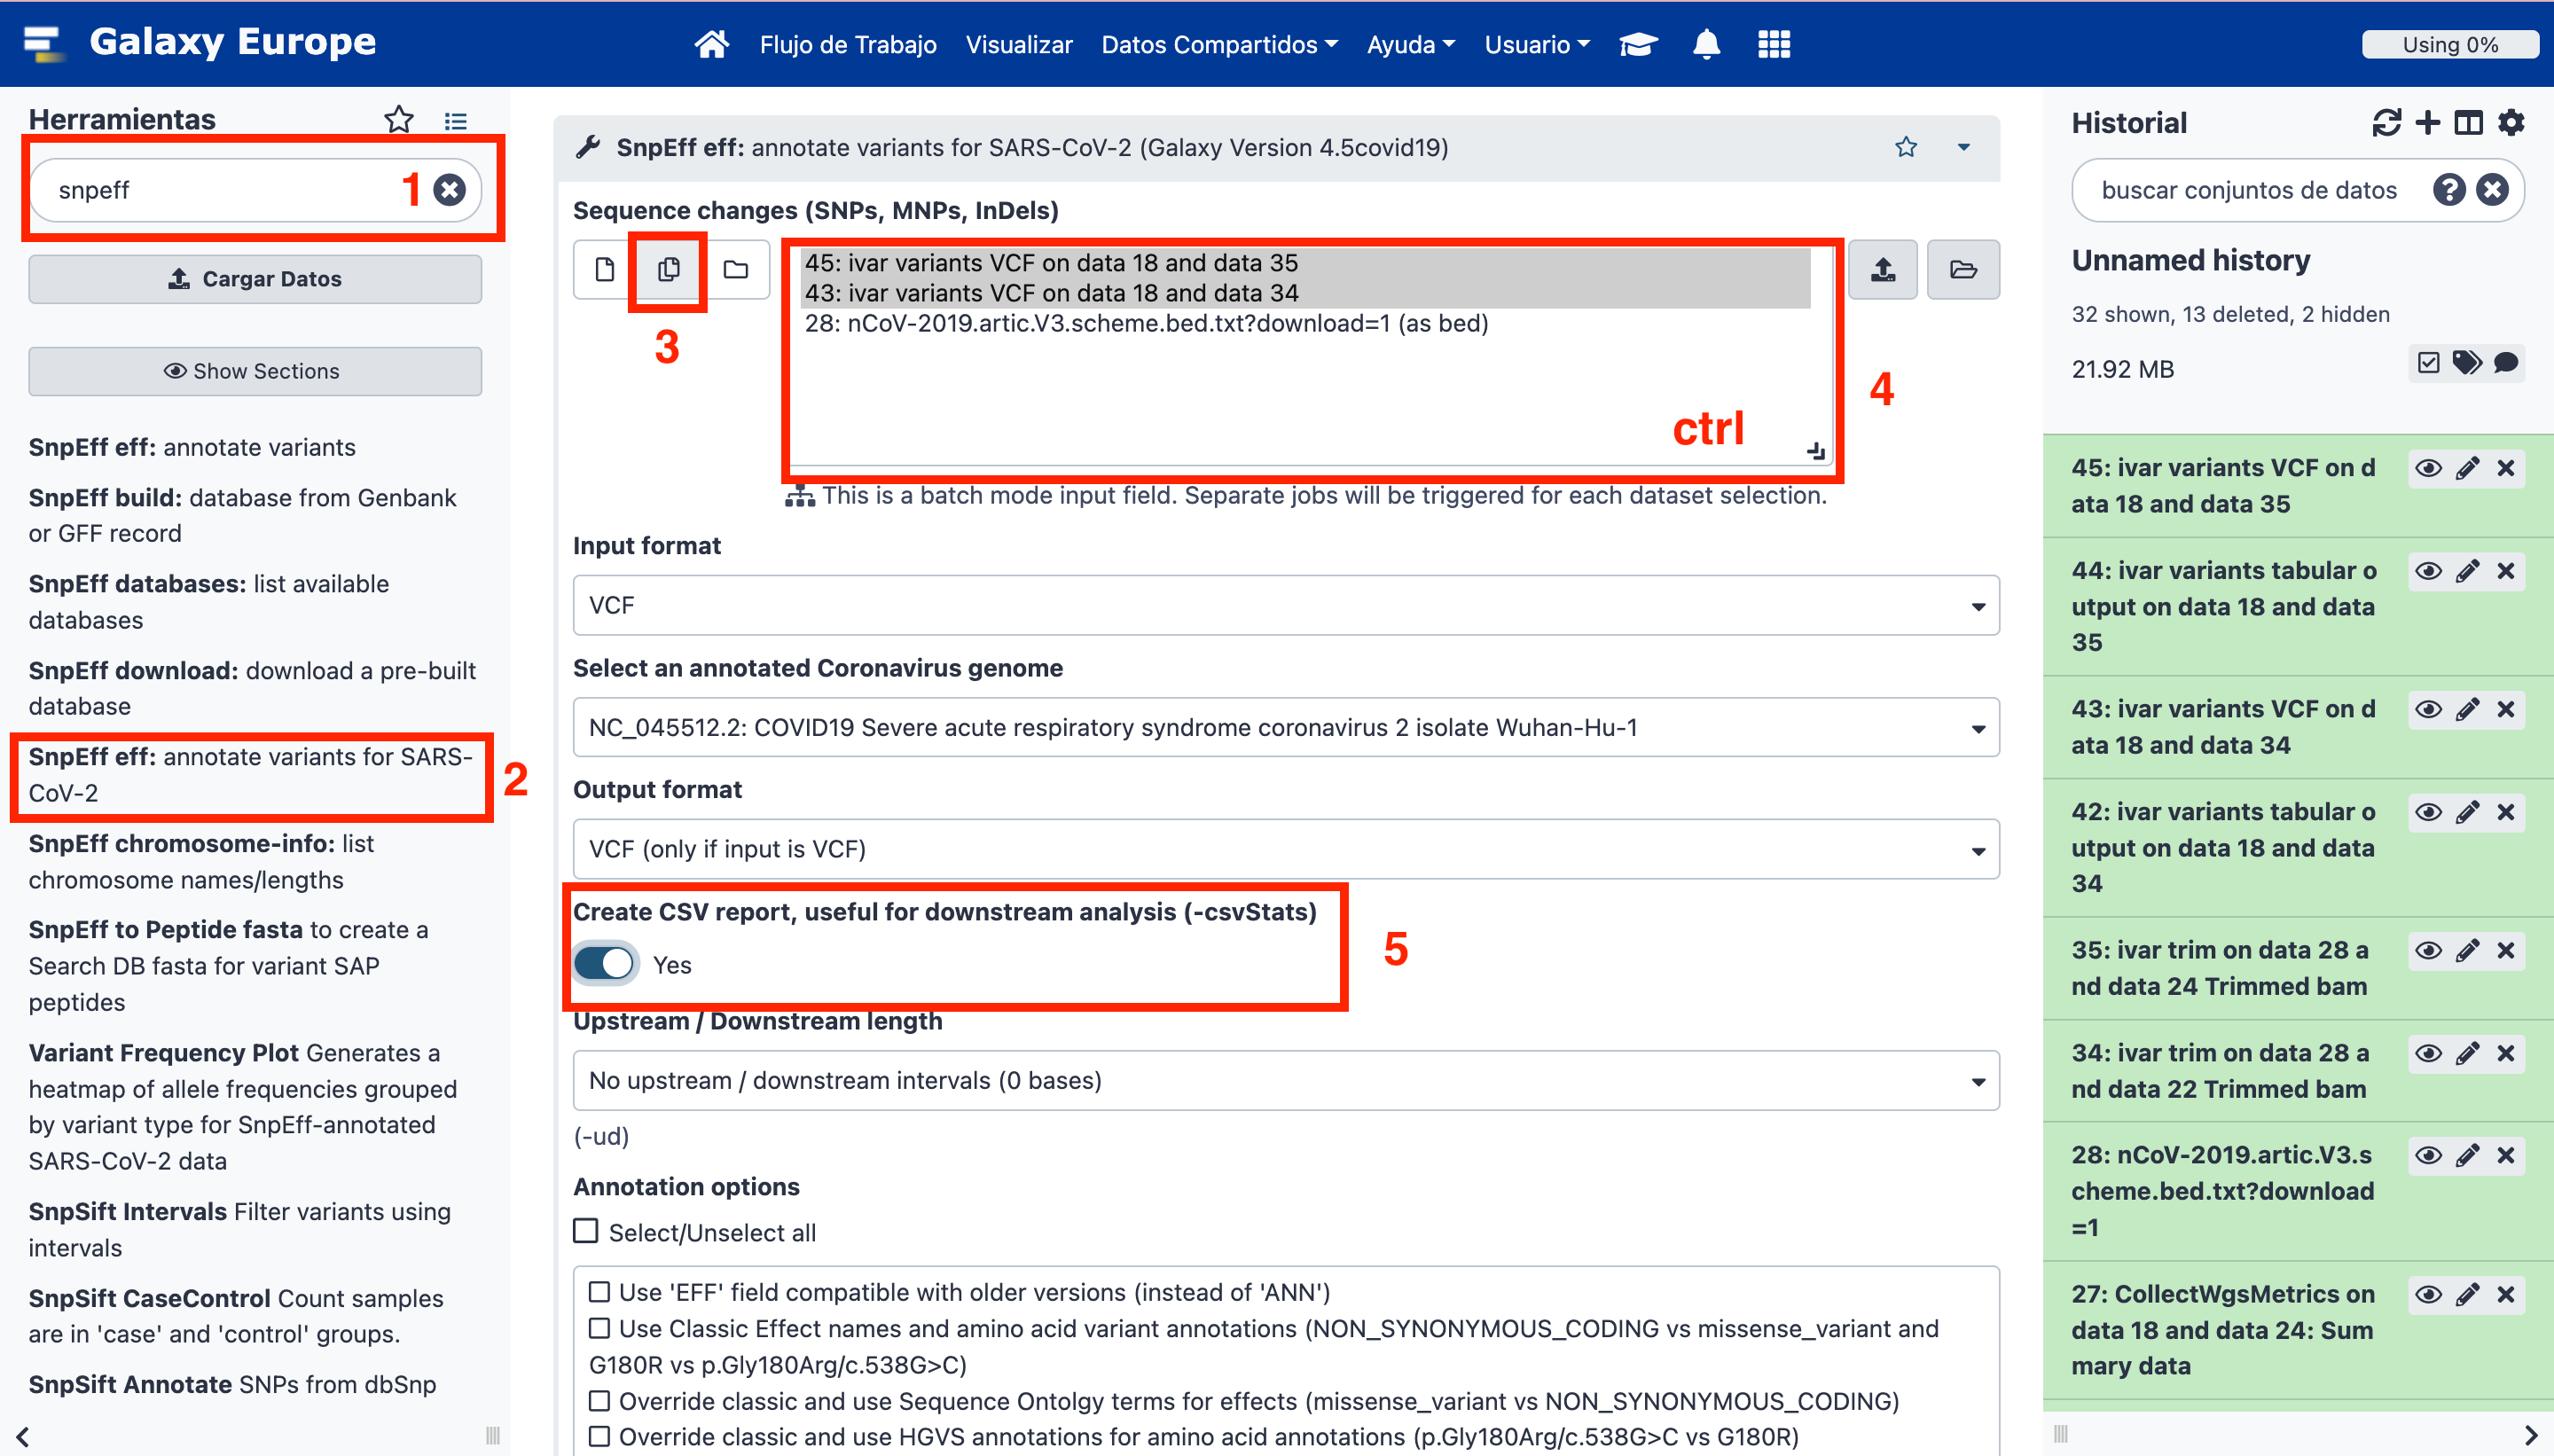 Galaxy Europe
Flujo de Trabajo
Visualizar
Datos Compartidos
Ayuda
Usuario
Using 0%
Herramientas
snpeff
1
Cargar Datos
Show Sections
SnpEff eff: annotate variants
SnpEff build: database from Genbank
or GFF record
SnpEff databases: list available
databases
SnpEff download: download a pre-built
database
SnpEff eff: annotate variants for SARS-
CoV-2
2
SnpEff chromosome-info: list
chromosome names/lengths
SnpEff to Peptide fasta to create a
Search DB fasta for variant SAP
peptides
Variant Frequency Plot Generates a
heatmap of allele frequencies grouped
by variant type for SnpEff-annotated
SARS-CoV-2 data
SnpSift Intervals Filter variants using
intervals
SnpSift CaseControl Count samples
are in 'case' and 'control' groups.
SnpSift Annotate SNPs from dbSnp
SnpEff eff: annotate variants for SARS-CoV-2 (Galaxy Version 4.5covid19)
Sequence changes (SNPs, MNPs, InDels)
3
45: ivar variants VCF on data 18 and data 35
43: ivar variants VCF on data 18 and data 34
28: nCoV-2019.artic.V3.scheme.bed.txt?download=1 (as bed)
ctrl
4
This is a batch mode input field. Separate jobs will be triggered for each dataset selection.
Input format
VCF
Select an annotated Coronavirus genome
NC_045512.2: COVID19 Severe acute respiratory syndrome coronavirus 2 isolate Wuhan-Hu-1
Output format
VCF (only if input is VCF)
Create CSV report, useful for downstream analysis (-csvStats)
Yes
5
Upstream / Downstream length
No upstream / downstream intervals (0 bases)
(-ud)
Annotation options
Select/Unselect all
Use 'EFF' field compatible with older versions (instead of 'ANN')
Use Classic Effect names and amino acid variant annotations (NON_SYNONYMOUS_CODING vs missense_variant and
G180R vs p.Gly180Arg/c.538G>C)
Override classic and use Sequence Ontolgy terms for effects (missense_variant vs NON_SYNONYMOUS_CODING)
Override classic and use HGVS annotations for amino acid annotations (p.Gly180Arg/c.538G>C vs G180R)
Historial
buscar conjuntos de datos
Unnamed history
32 shown, 13 deleted, 2 hidden
21.92 MB
45: ivar variants VCF on d
ata 18 and data 35
44: ivar variants tabular o
utput on data 18 and data
35
43: ivar variants VCF on d
ata 18 and data 34
42: ivar variants tabular o
utput on data 18 and data
34
35: ivar trim on data 28 a
nd data 24 Trimmed bam
34: ivar trim on data 28 a
nd data 22 Trimmed bam
28: nCoV-2019.artic.V3.s
cheme.bed.txt?download
=1
27: CollectWgsMetrics on
data 18 and data 24: Sum
mary data